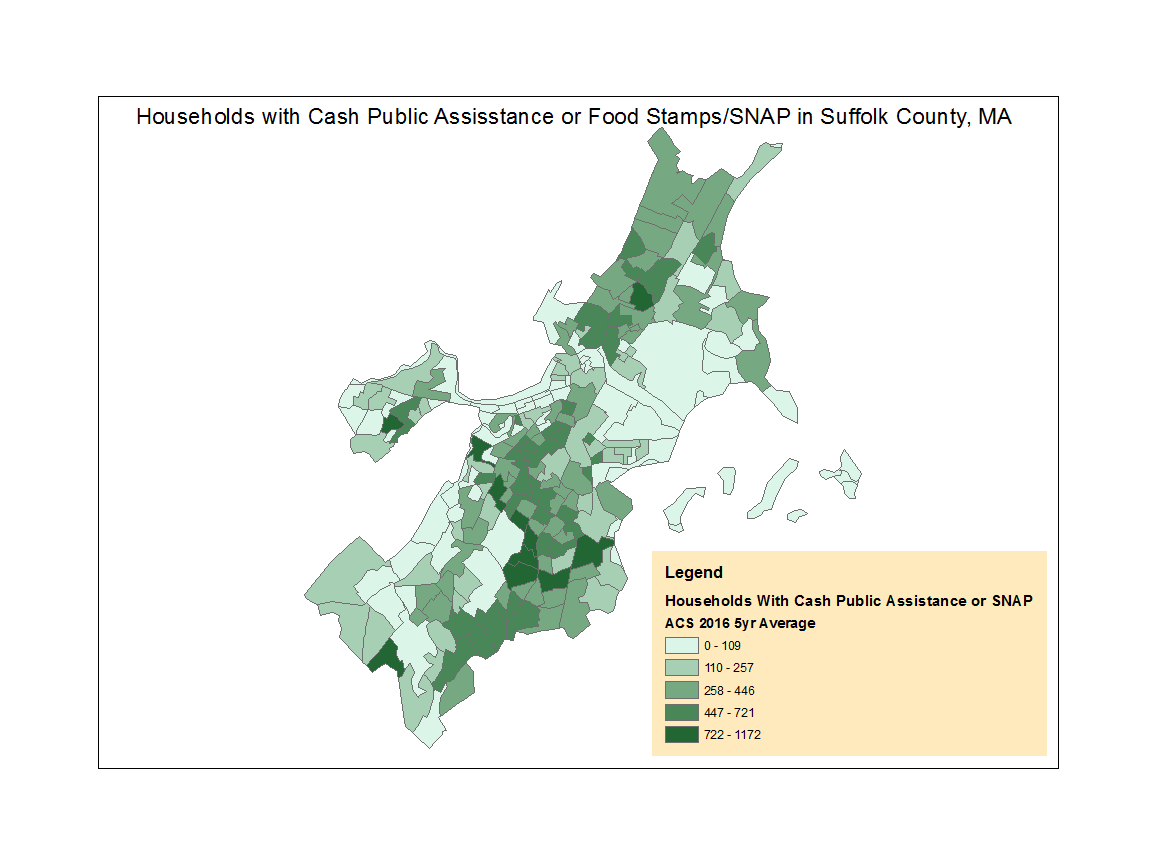 Households with Cash Public Assisstance or Food Stamps/SNAP in Suffolk County, MA
Legend
Households With Cash Public Assistance or SNAP
ACS 2016 5yr Average
0 - 109
110 - 257
258 - 446
447 - 721
722 - 1172